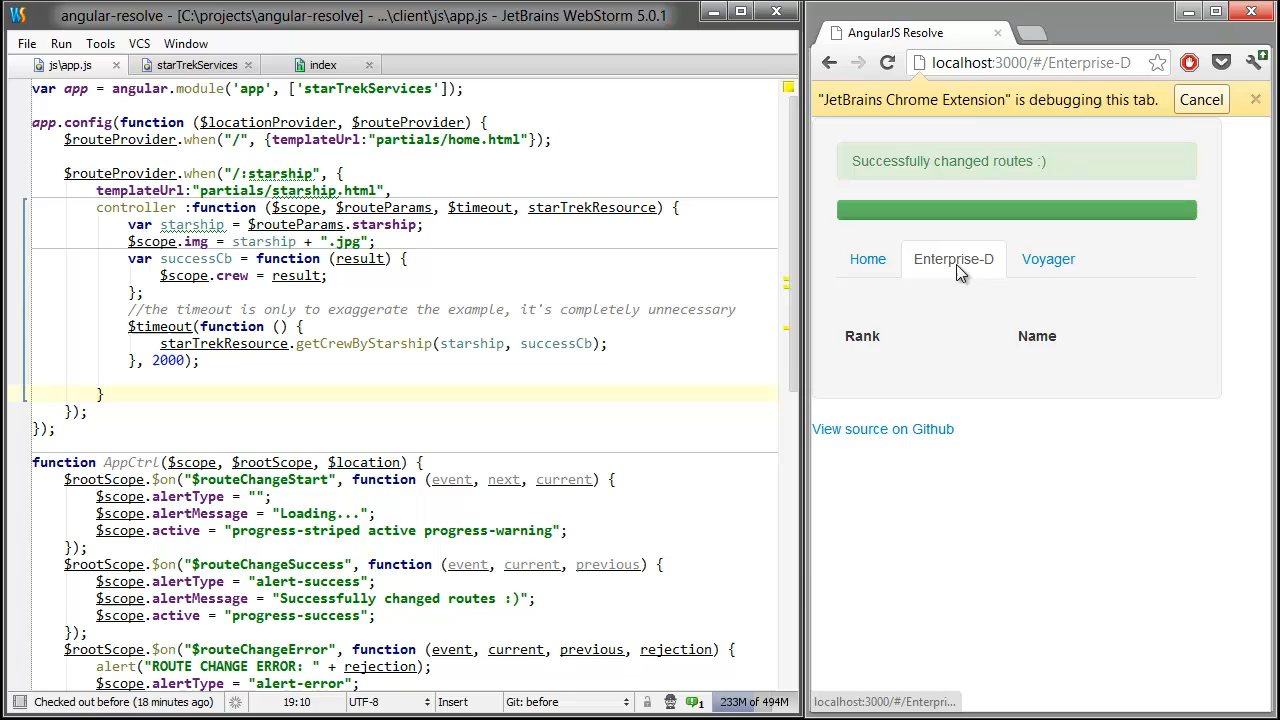 angular-resolve - [C:\projects\angular-resolve] - ...\client\js\app.js - JetBrains WebStorm 5.0.1
File Run Tools VCS Window
js\app.js starTrekServices index
var app = angular.module('app', ['starTrekServices']);
app.config(function ($locationProvider, $routeProvider) {
$routeProvider.when("/", {templateUrl:"partials/home.html"});
$routeProvider.when("/:starship", {
templateUrl:"partials/starship.html",
controller :function ($scope, $routeParams, $timeout, starTrekResource) {
var starship = $routeParams.starship;
$scope.img = starship + ".jpg";
var successCb = function (result) {
$scope.crew = result;
};
//the timeout is only to exaggerate the example, it's completely unnecessary
$timeout(function () {
starTrekResource.getCrewByStarship(starship, successCb);
}, 2000);
}
});
});
function AppCtrl($scope, $rootScope, $location) {
$rootScope.$on("$routeChangeStart", function (event, next, current) {
$scope.alertType = "";
$scope.alertMessage = "Loading...";
$scope.active = "progress-striped active progress-warning";
});
$rootScope.$on("$routeChangeSuccess", function (event, current, previous) {
$scope.alertType = "alert-success";
$scope.alertMessage = "Successfully changed routes :)";
$scope.active = "progress-success";
});
$rootScope.$on("$routeChangeError", function (event, current, previous, rejection) {
alert("ROUTE CHANGE ERROR: " + rejection);
$scope.alertType = "alert-error";
Checked out before (18 minutes ago) 19:10 UTF-8 Insert Git: before 1 233M of 494M
AngularJS Resolve
localhost:3000/#/Enterprise-D
"JetBrains Chrome Extension" is debugging this tab. Cancel
Successfully changed routes :)
Home Enterprise-D Voyager
Rank Name
View source on Github
localhost:3000/#/Enterpri...